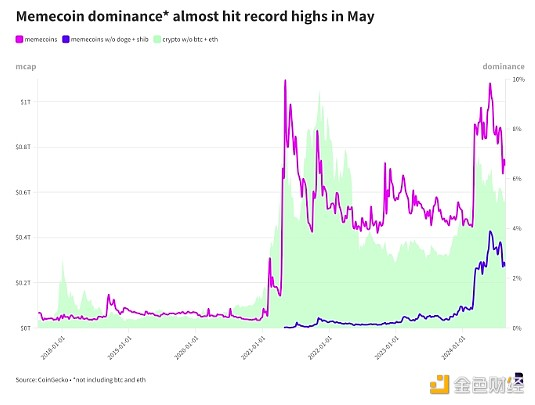 Memecoin dominance* almost hit record highs in May
memecoins memecoins w/o doge + shib crypto w/o btc + eth
mcap dominance
$1T
$0.8T
$0.6T
$0.4T
$0.2T
$0T
10%
8%
6%
4%
2%
0%
2018-01-01
2019-01-01
2020-01-01
2021-01-01
2022-01-01
2023-01-01
2024-01-01
Source: CoinGecko • *not including btc and eth
金色财经